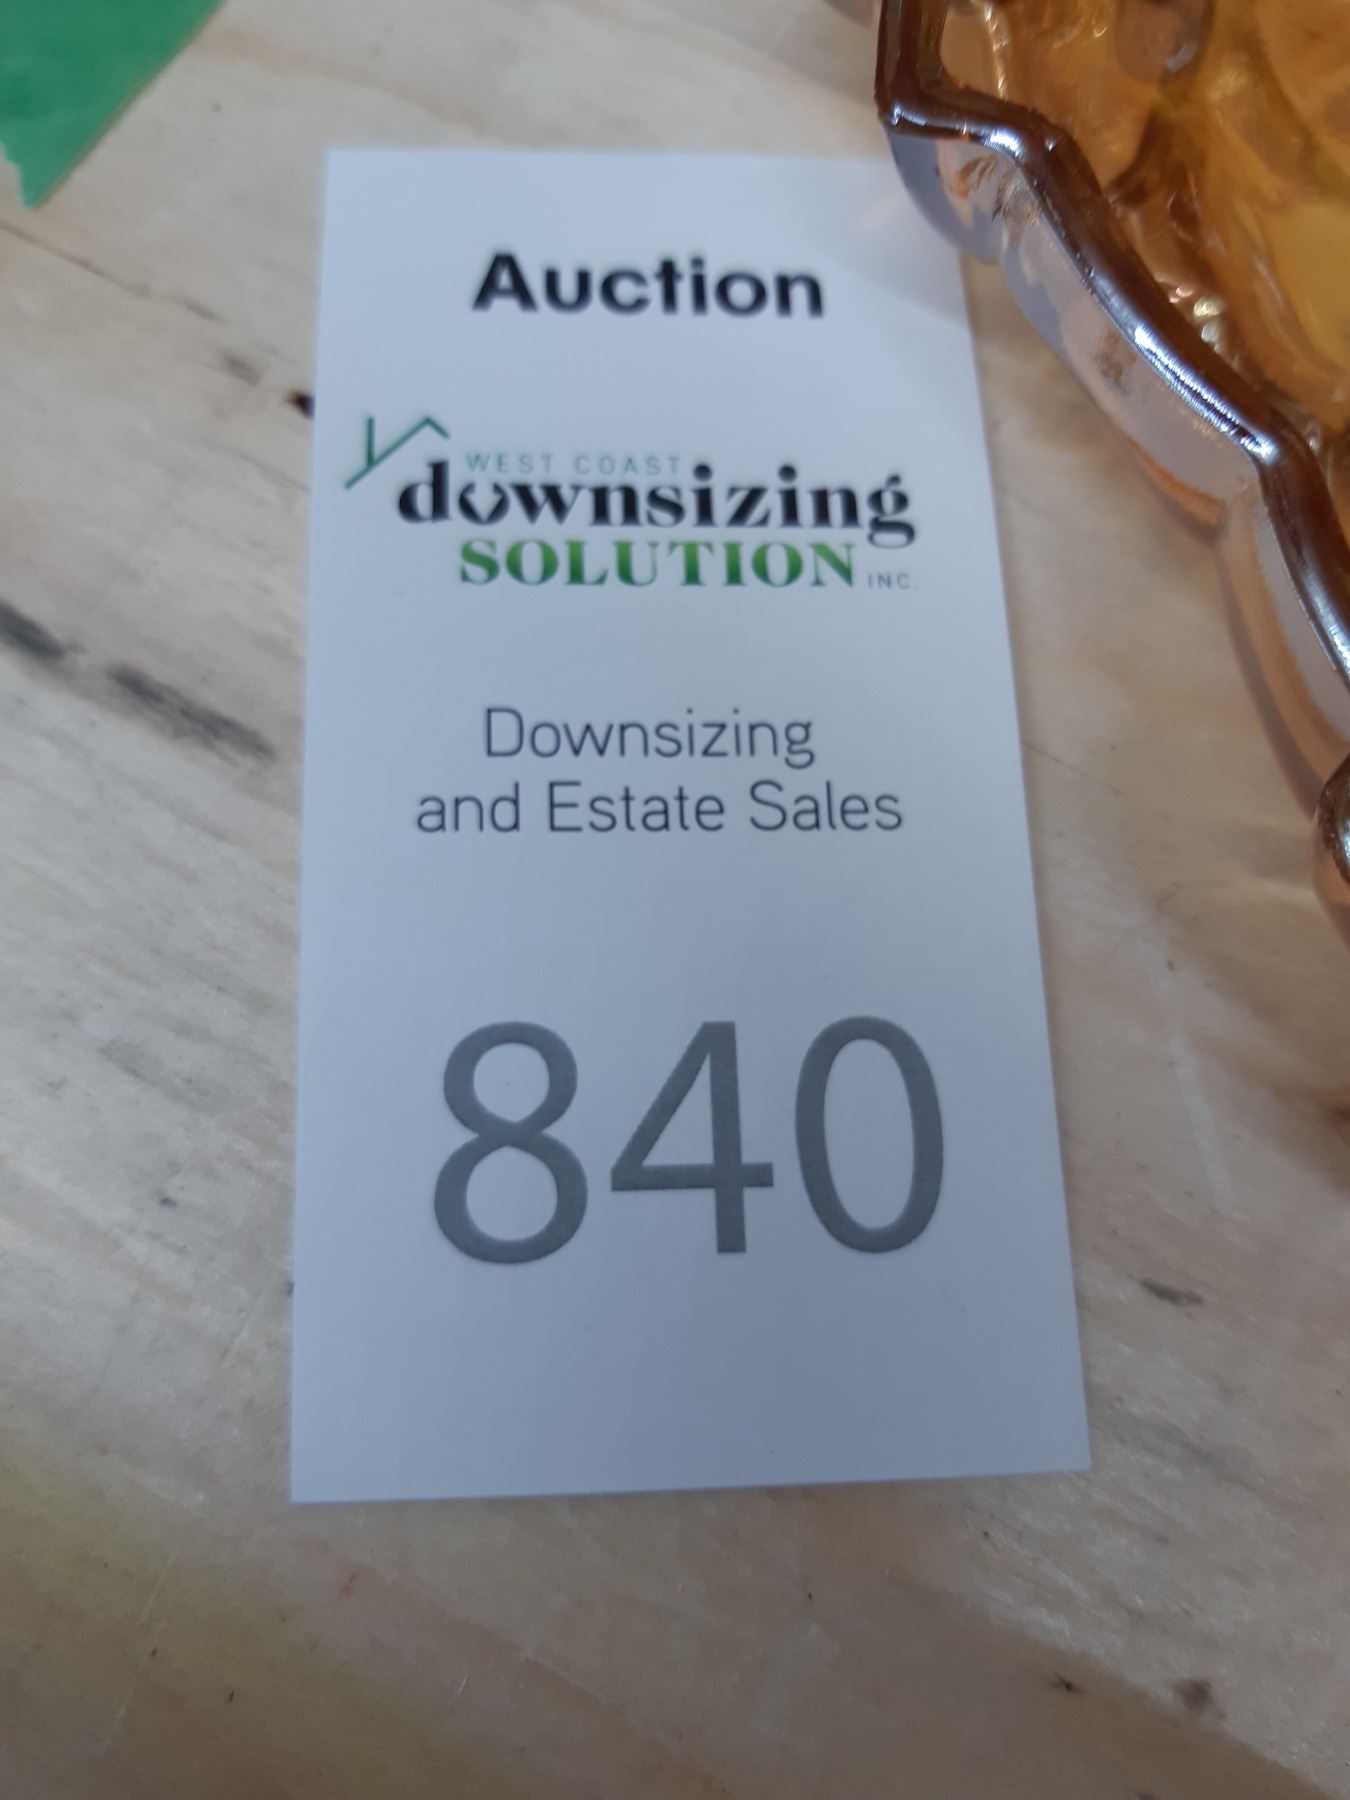 Auction
WEST COAST
downsizing
SOLUTION INC.
Downsizing
and Estate Sales
840